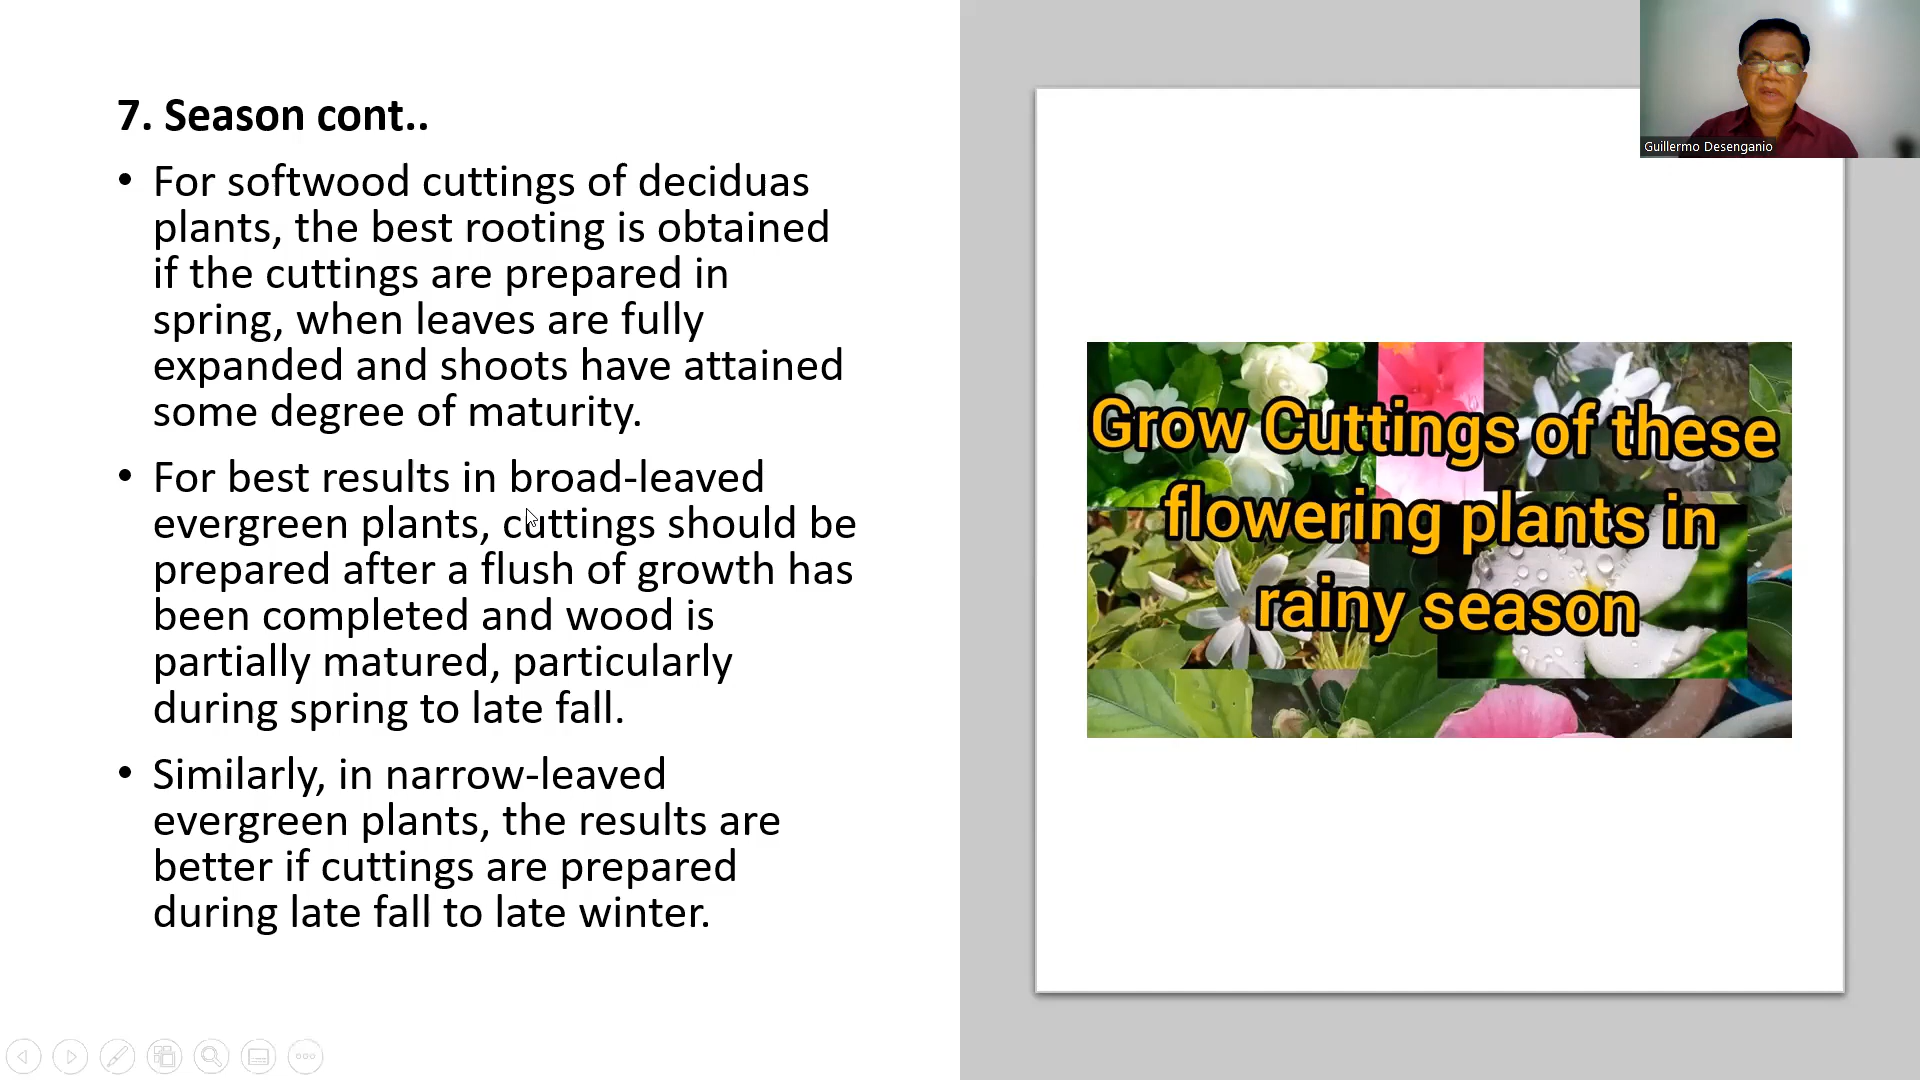 7. Season cont..
• For softwood cuttings of deciduas
plants, the best rooting is obtained
if the cuttings are prepared in
spring, when leaves are fully
expanded and shoots have attained
some degree of maturity.
• For best results in broad-leaved
evergreen plants, cuttings should be
prepared after a flush of growth has
been completed and wood is
partially matured, particularly
during spring to late fall.
• Similarly, in narrow-leaved
evergreen plants, the results are
better if cuttings are prepared
during late fall to late winter.
Grow Cuttings of these
flowering plants in
rainy season
Guillermo Desenganio